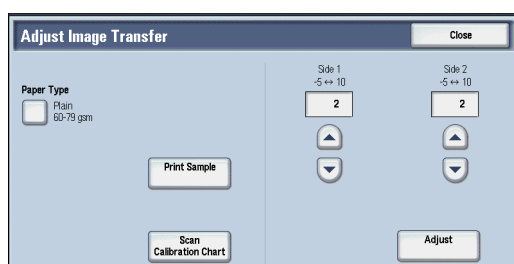 Adjust Image Transfer
Close
Paper Type
Plain
60-79 gsm
Print Sample
Scan
Calibration Chart
Side 1
-5 ↔ 10
2
Side 2
-5 ↔ 10
2
Adjust